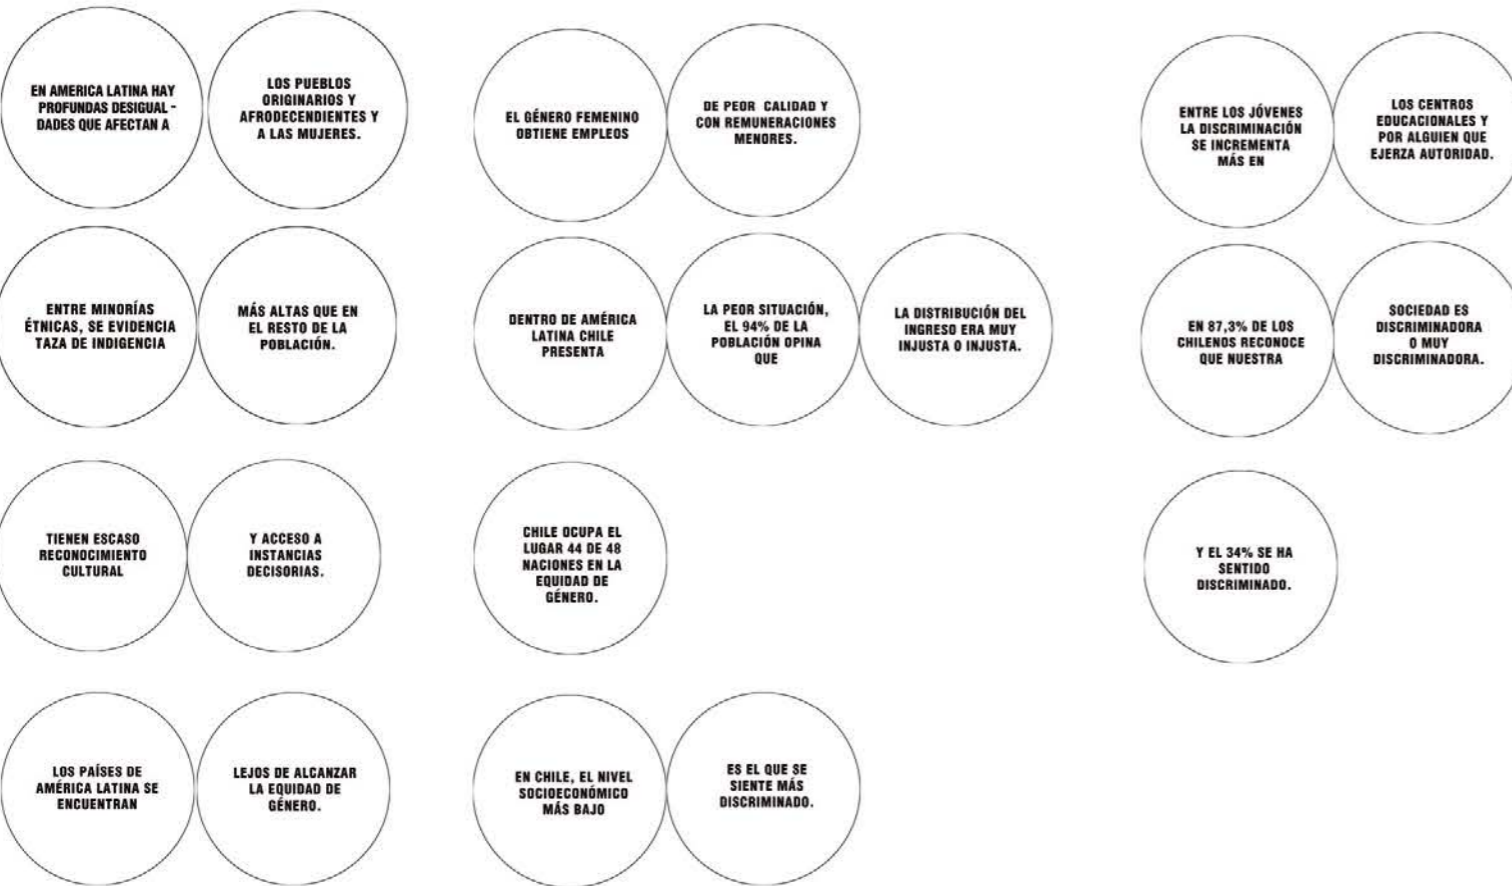 EN AMERICA LATINA HAY
PROFUNDAS DESIGUAL -
DADES QUE AFECTAN A
LOS PUEBLOS
ORIGINARIOS Y
AFRODECENDIENTES Y
A LAS MUJERES.
ENTRE MINORÍAS
ÉTNICAS, SE EVIDENCIA
TAZA DE INDIGENCIA
MÁS ALTAS QUE EN
EL RESTO DE LA
POBLACIÓN.
TIENEN ESCASO
RECONOCIMIENTO
CULTURAL
Y ACCESO A
INSTANCIAS
DECISORIAS.
LOS PAÍSES DE
AMÉRICA LATINA SE
ENCUENTRAN
LEJOS DE ALCANZAR
LA EQUIDAD DE
GÉNERO.
EL GÉNERO FEMENINO
OBTIENE EMPLEOS
DE PEOR CALIDAD Y
CON REMUNERACIONES
MENORES.
DENTRO DE AMÉRICA
LATINA CHILE
PRESENTA
LA PEOR SITUACIÓN,
EL 94% DE LA
POBLACIÓN OPINA
QUE
LA DISTRIBUCIÓN DEL
INGRESO ERA MUY
INJUSTA O INJUSTA.
CHILE OCUPA EL
LUGAR 44 DE 48
NACIONES EN LA
EQUIDAD DE
GÉNERO.
EN CHILE, EL NIVEL
SOCIOECONÓMICO
MÁS BAJO
ES EL QUE SE
SIENTE MÁS
DISCRIMINADO.
ENTRE LOS JÓVENES
LA DISCRIMINACIÓN
SE INCREMENTA
MÁS EN
LOS CENTROS
EDUCACIONALES Y
POR ALGUIEN QUE
EJERZA AUTORIDAD.
EN 87,3% DE LOS
CHILENOS RECONOCE
QUE NUESTRA
SOCIEDAD ES
DISCRIMINADORA
O MUY
DISCRIMINADORA.
Y EL 34% SE HA
SENTIDO
DISCRIMINADO.